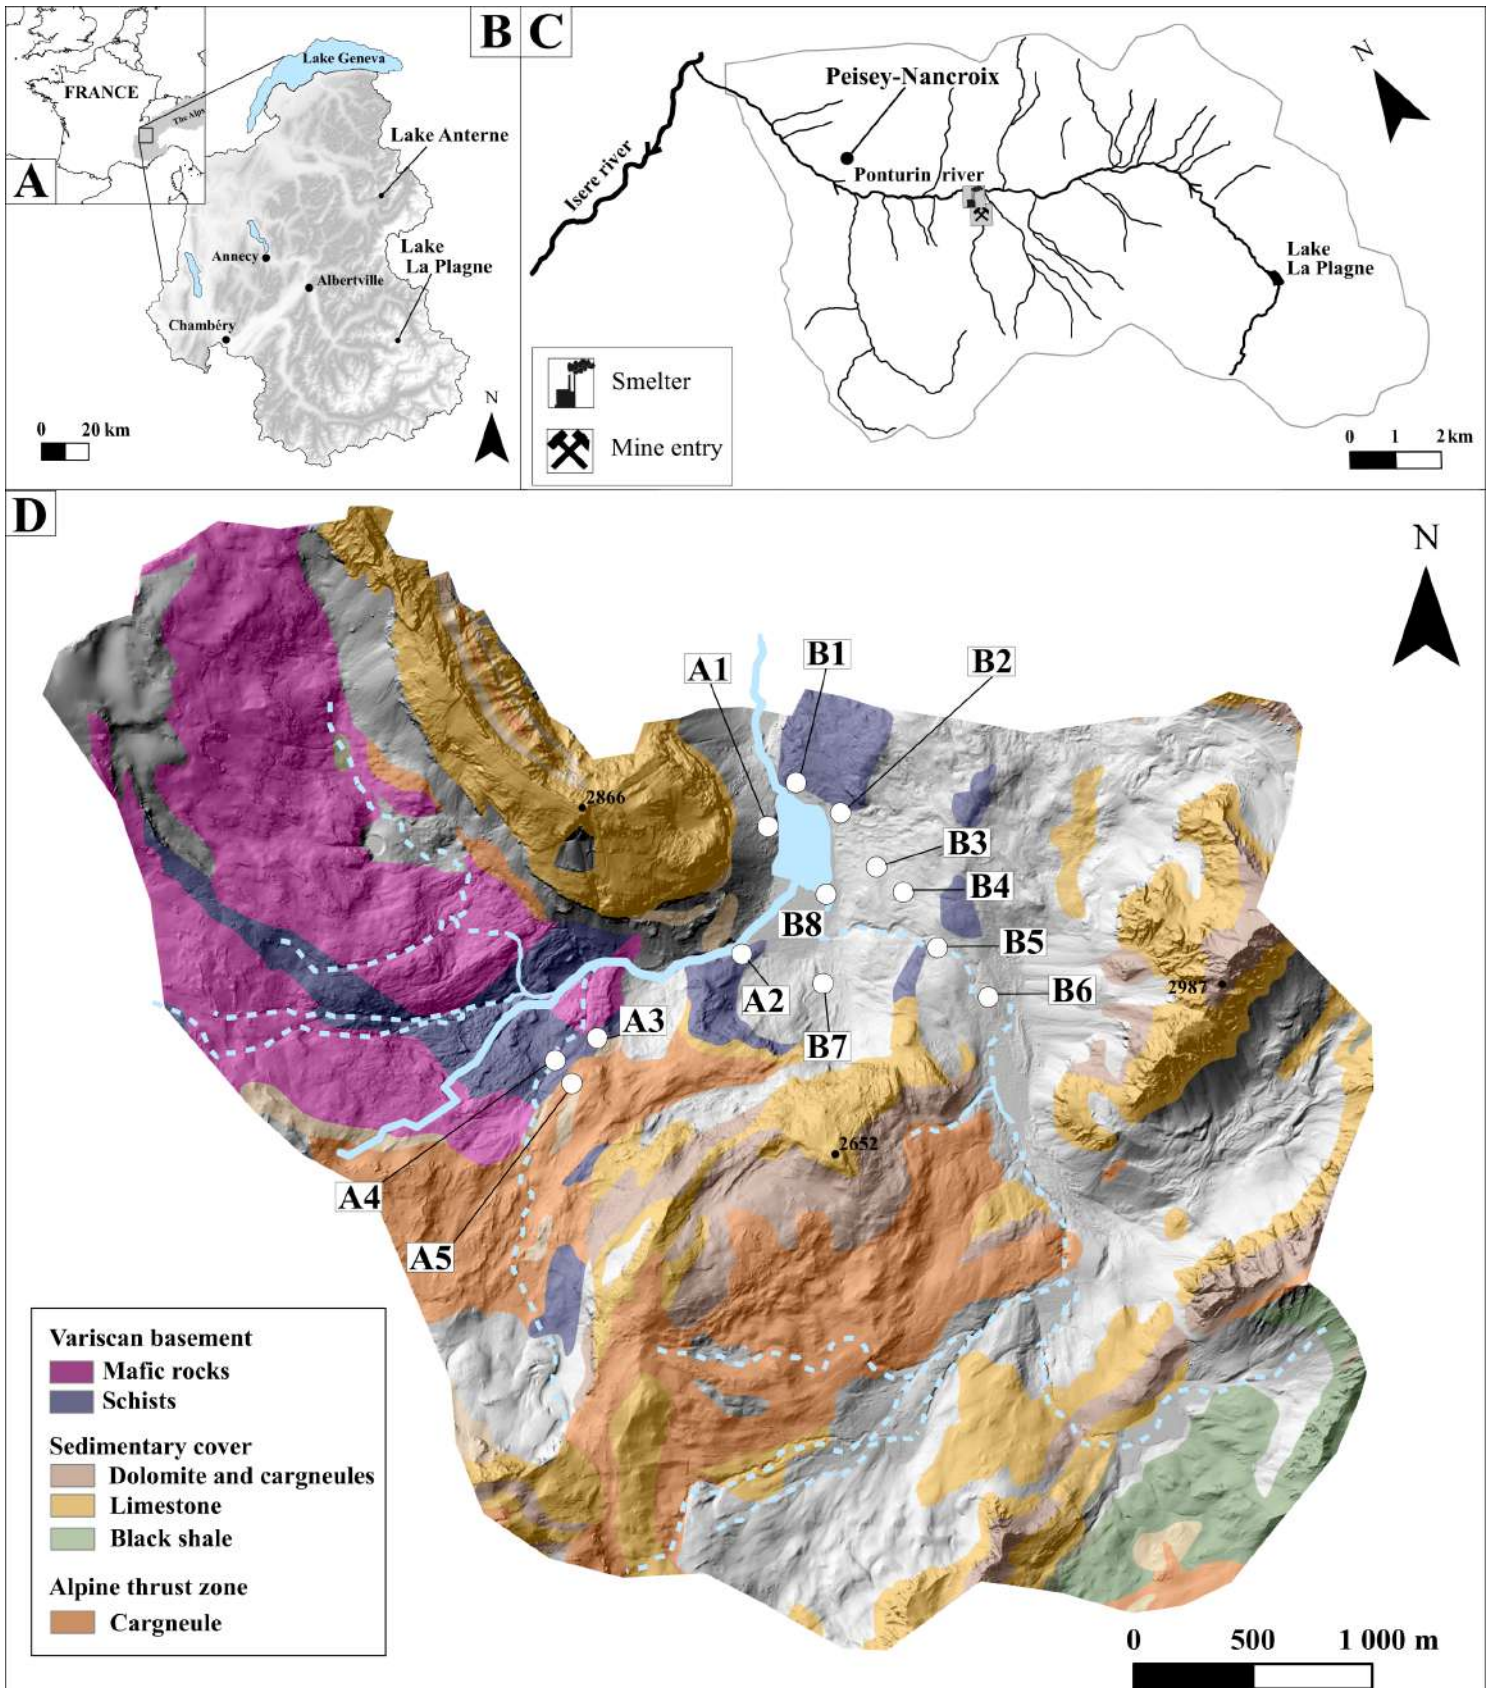 A
FRANCE
The Alps
B
Lake Geneva
Lake Anterne
Lake
La Plagne
Annecy
Albertville
Chambéry
0 20 km
N
C
N
Peisey-Nancroix
Isere river
Ponturin river
Lake
La Plagne
Smelter
Mine entry
0 1 2 km
D
N
A1
B1
B2
2866
B3
B4
B8
B5
A2
2987
B6
A3
B7
2652
A4
A5
Variscan basement
Mafic rocks
Schists
Sedimentary cover
Dolomite and cargneules
Limestone
Black shale
Alpine thrust zone
Cargneule
0 500 1 000 m